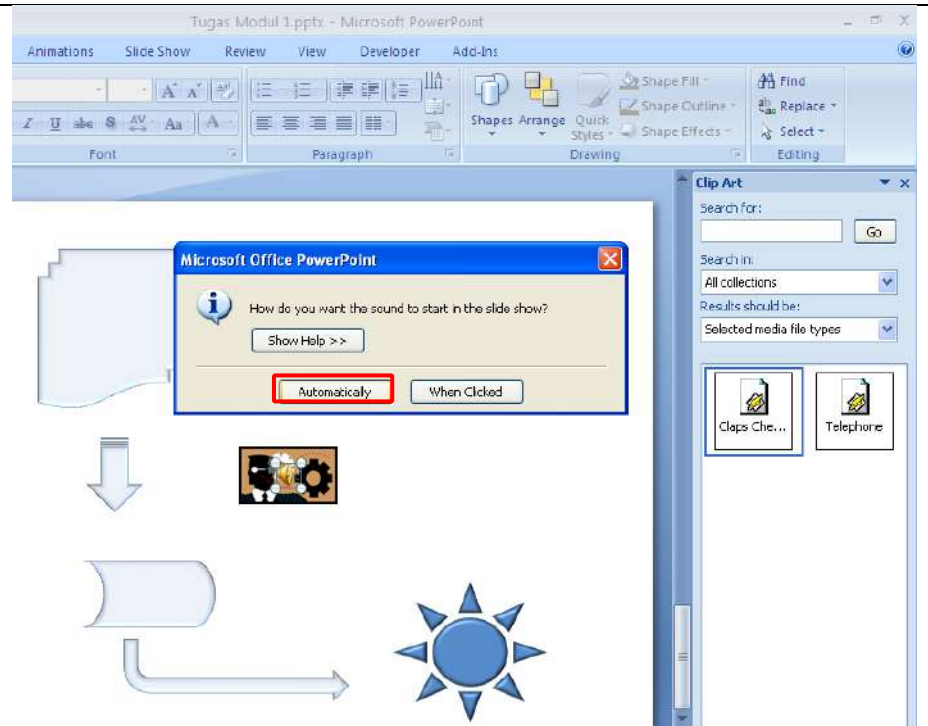 Tugas Modul 1.pptx - Microsoft PowerPoint
Animations Slide Show Review View Developer Add-Ins
Shape Fill
Find
Shape Outline
Replace
I U abe S AV Aa A
Shapes Arrange Quick Styles
Shape Effects
Select
Font Paragraph Drawing Editing
Clip Art
Search for:
Go
Search in:
All collections
Results should be:
Selected media file types
Claps Che... Telephone
Microsoft Office PowerPoint
How do you want the sound to start in the slide show?
Show Help >>
Automatically When Clicked